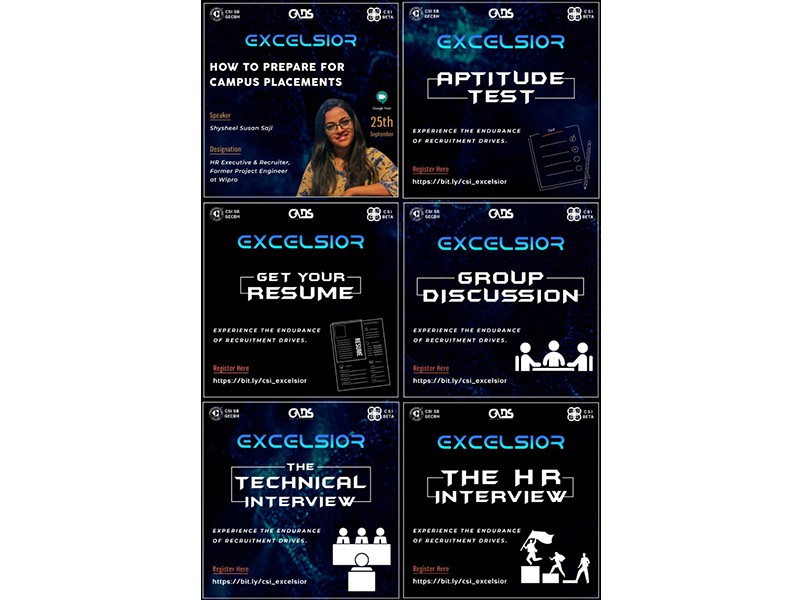 CSI SB
GECBH
CADS
CSI
BETA
EXCELSIOR
HOW TO PREPARE FOR
CAMPUS PLACEMENTS
Google Meet
25th
September
Speaker
Shysheel Susan Saji
Designation
HR Executive & Recruiter,
Former Project Engineer
at Wipro
CSI SB
GECBH
CADS
CSI
BETA
EXCELSIOR
APTITUDE
TEST
Test
EXPERIENCE THE ENDURANCE
OF RECRUITMENT DRIVES.
Register Here
https://bit.ly/csi_excelsior
CSI SB
GECBH
CADS
CSI
BETA
EXCELSIOR
GET YOUR
RESUME
EXPERIENCE THE ENDURANCE
OF RECRUITMENT DRIVES.
RESUME
Register Here
https://bit.ly/csi_excelsior
CSI SB
GECBH
CADS
CSI
BETA
EXCELSIOR
GROUP
DISCUSSION
EXPERIENCE THE ENDURANCE
OF RECRUITMENT DRIVES.
Register Here
https://bit.ly/csi_excelsior
CSI SB
GECBH
CADS
CSI
BETA
EXCELSIOR
THE
TECHNICAL
INTERVIEW
EXPERIENCE THE ENDURANCE
OF RECRUITMENT DRIVES.
Register Here
https://bit.ly/csi_excelsior
CSI SB
GECBH
CADS
CSI
BETA
EXCELSIOR
THE HR
INTERVIEW
EXPERIENCE THE ENDURANCE
OF RECRUITMENT DRIVES.
Register Here
https://bit.ly/csi_excelsior